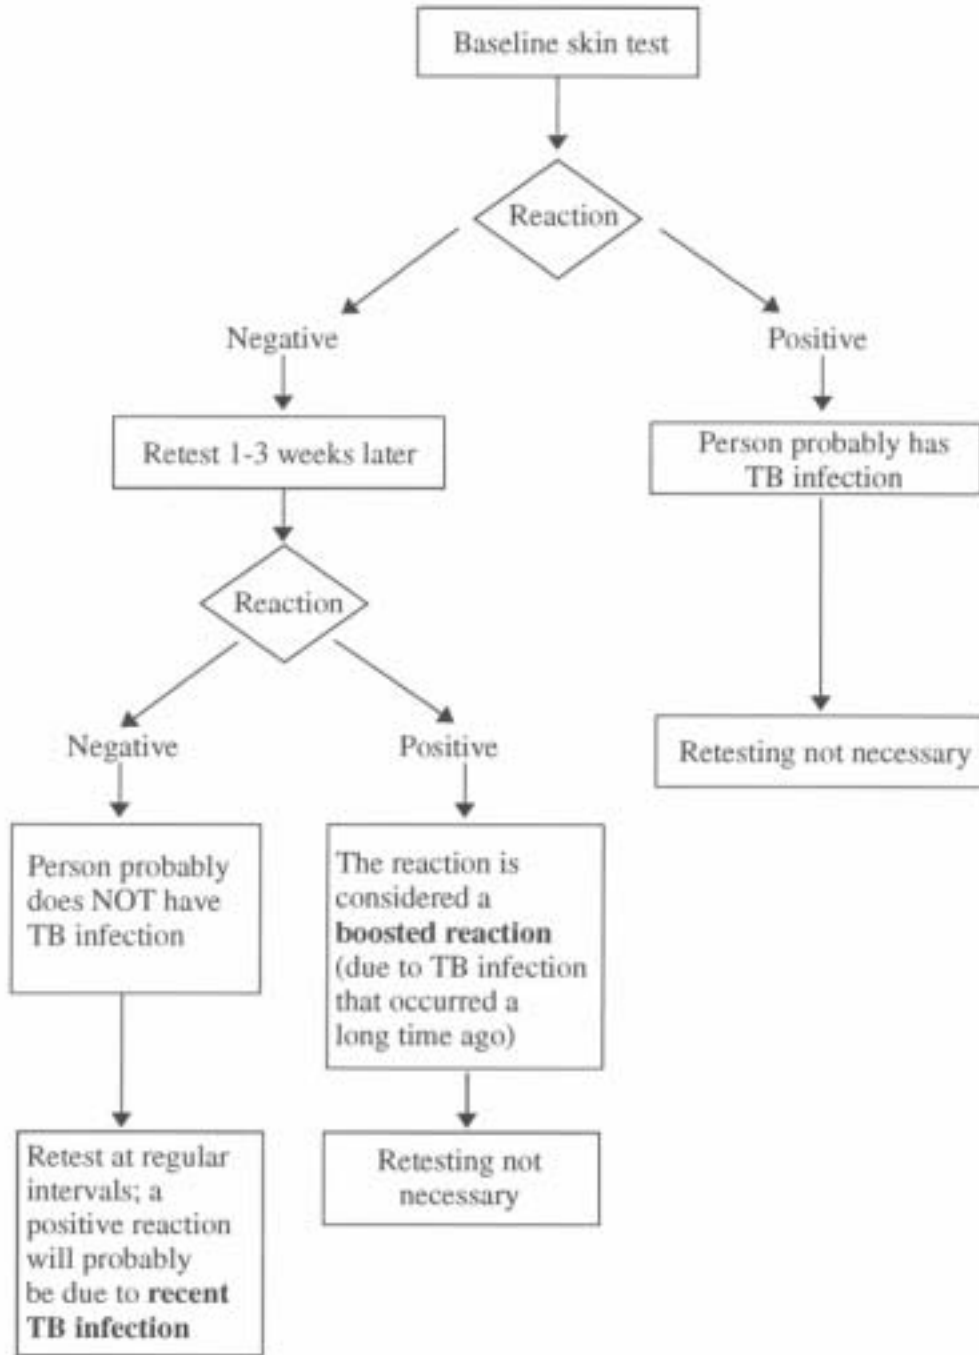 Baseline skin test
Reaction
Negative
Positive
Retest 1-3 weeks later
Person probably has
TB infection
Reaction
Negative
Positive
Retesting not necessary
Person probably
does NOT have
TB infection
The reaction is
considered a
boosted reaction
(due to TB infection
that occurred a
long time ago)
Retest at regular
intervals; a
positive reaction
will probably
be due to recent
TB infection
Retesting not
necessary